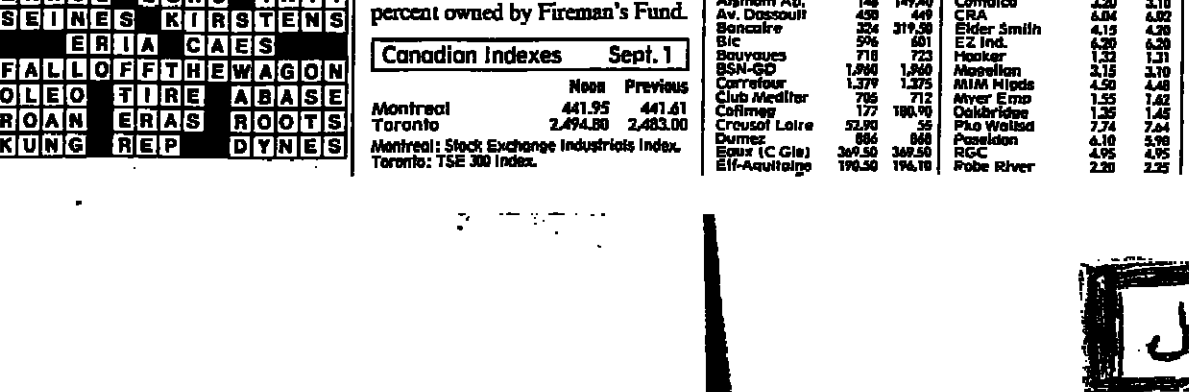 SEINES KIRSTENS
ERIA CAES
FALLOFFTHEWAGON
OLEO TIRE ABASE
ROAN ERAS ROOTS
KUNG REP DYNES
percent owned by Fireman's Fund.
Canadian Indexes Sept. 1
Noon Previous
Montreal 441.95 441.61
Toronto 2,494.80 2,483.00
Montreal: Stock Exchange Industrials Index.
Toronto: TSE 300 Index.
Av. Dassault 450 449
Bancaire 324 319.50
Bic 596 601
Bouygues 718 723
BSN-GD 1,960 1,960
Carrefour 1,379 1,375
Club Mediter 705 712
Cofimeg 177 180.90
Creusot Loire 52.90 55
Dumez 886 868
Eaux (C Gle) 369.50 369.50
Elf-Aquitaine 190.50 196.10
CRA 6.04 6.02
Elder Smith 4.15 4.20
EZ Ind. 6.20 6.20
Hooker 1.32 1.31
Magellan 3.15 3.10
MIM Hlgds 4.50 4.48
Myer Emp 1.55 1.62
Oakbridge 1.35 1.45
Pko Wallsd 7.74 7.64
Poseidon 6.10 5.98
RGC 4.95 4.95
Robe River 2.20 2.25
J